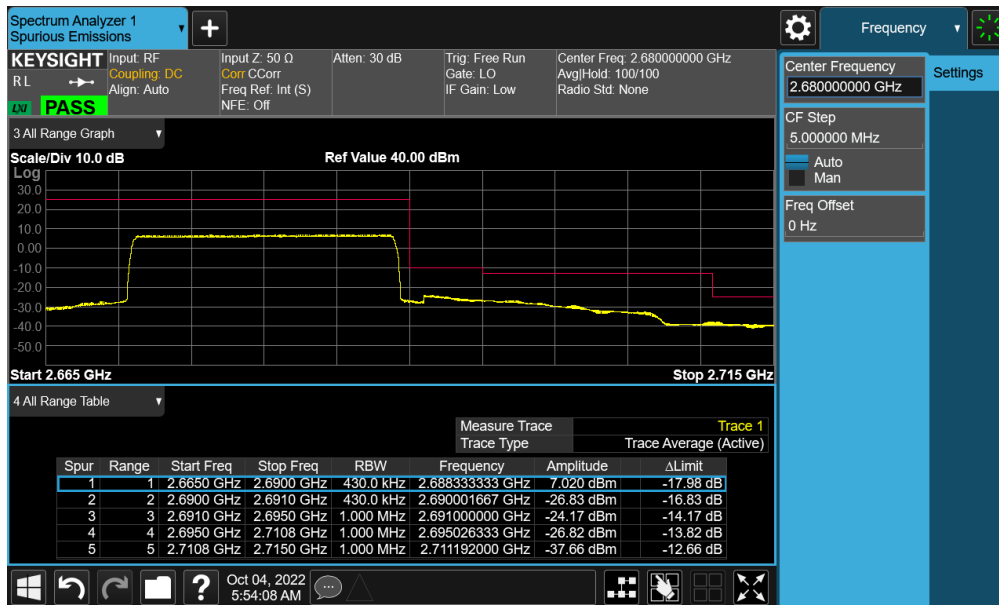 Spectrum Analyzer 1
Spurious Emissions
+
Frequency
KEYSIGHT
Input: RF
Input Z: 50 Ω
Atten: 30 dB
Trig: Free Run
Center Freq: 2.680000000 GHz
RL
Coupling: DC
Corr CCorr
Gate: LO
Avg|Hold: 100/100
Align: Auto
Freq Ref: Int (S)
IF Gain: Low
Radio Std: None
LXI
PASS
NFE: Off
Center Frequency
2.680000000 GHz
Settings
CF Step
5.000000 MHz
Auto
Man
Freq Offset
0 Hz
3 All Range Graph
Scale/Div 10.0 dB
Ref Value 40.00 dBm
Log
30.0
20.0
10.0
0.00
-10.0
-20.0
-30.0
-40.0
-50.0
Start 2.665 GHz
Stop 2.715 GHz
4 All Range Table
Measure Trace Trace 1
Trace Type Trace Average (Active)
Spur Range Start Freq Stop Freq RBW Frequency Amplitude ΔLimit
1 1 2.6650 GHz 2.6900 GHz 430.0 kHz 2.688333333 GHz 7.020 dBm -17.98 dB
2 2 2.6900 GHz 2.6910 GHz 430.0 kHz 2.690001667 GHz -26.83 dBm -16.83 dB
3 3 2.6910 GHz 2.6950 GHz 1.000 MHz 2.691000000 GHz -24.17 dBm -14.17 dB
4 4 2.6950 GHz 2.7108 GHz 1.000 MHz 2.695026333 GHz -26.82 dBm -13.82 dB
5 5 2.7108 GHz 2.7150 GHz 1.000 MHz 2.711192000 GHz -37.66 dBm -12.66 dB
?
Oct 04, 2022
5:54:08 AM